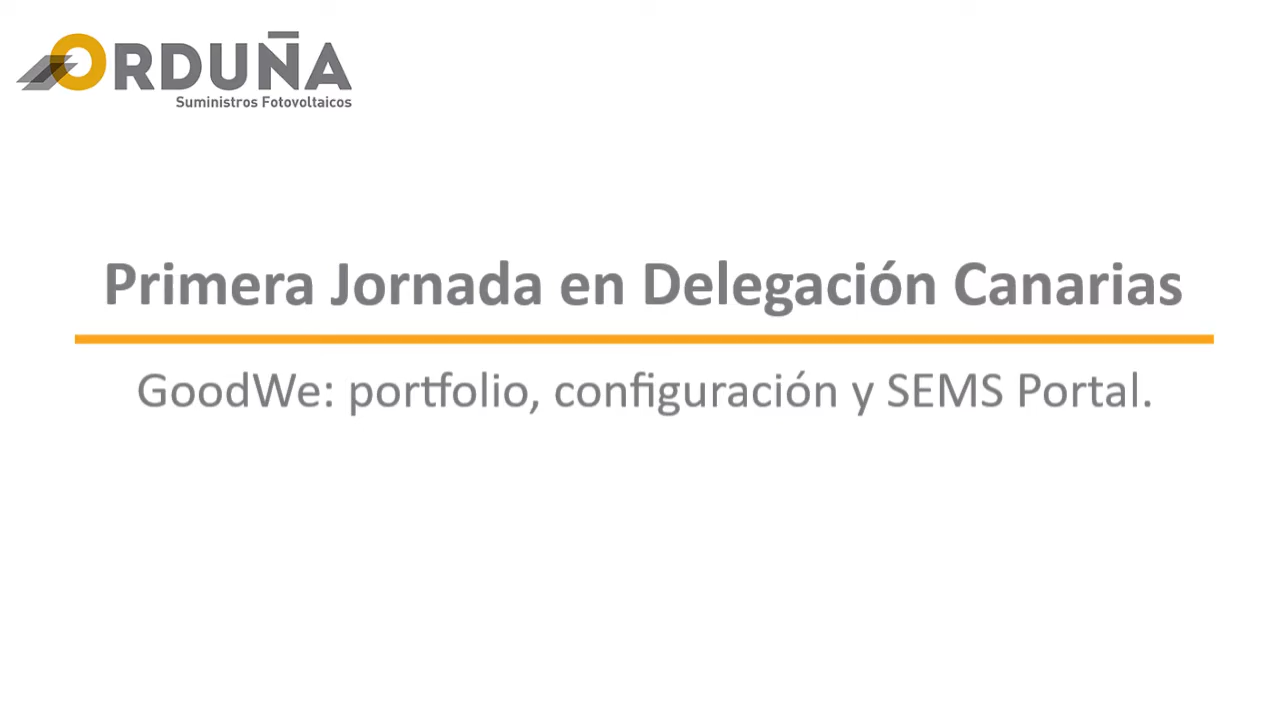 ORDUÑA
Suministros Fotovoltaicos
Primera Jornada en Delegación Canarias
GoodWe: portfolio, configuración y SEMS Portal.